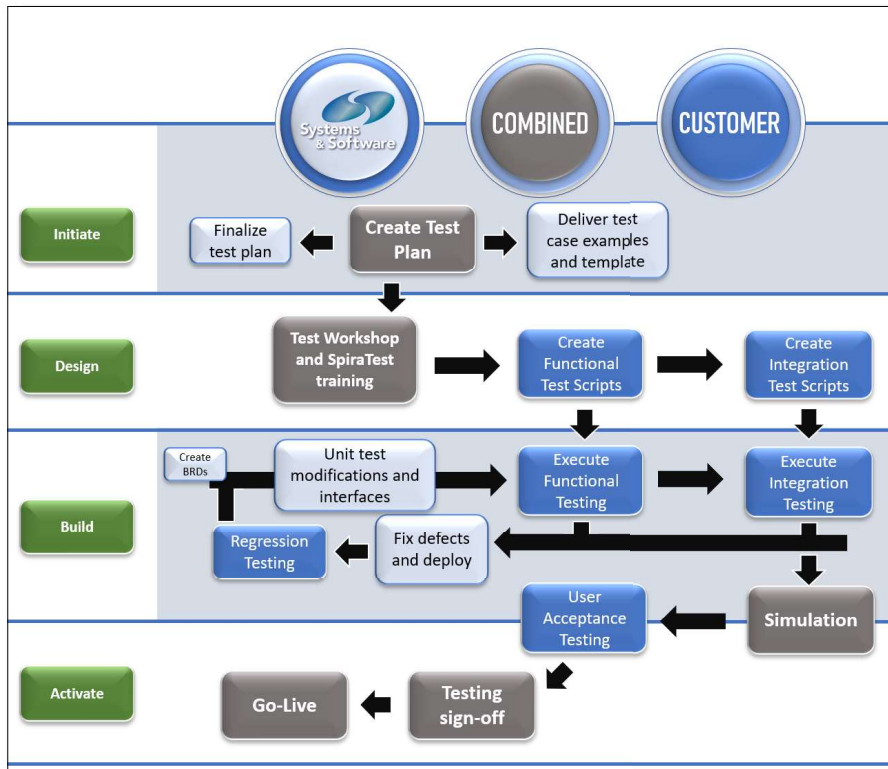 Systems
& Software
COMBINED
CUSTOMER
Initiate
Finalize
test plan
Create Test
Plan
Deliver test
case examples
and template
Design
Test Workshop
and SpiraTest
training
Create
Functional
Test Scripts
Create
Integration
Test Scripts
Build
Create
BRDs
Unit test
modifications and
interfaces
Execute
Functional
Testing
Execute
Integration
Testing
Regression
Testing
Fix defects
and deploy
User
Acceptance
Testing
Simulation
Activate
Go-Live
Testing
sign-off